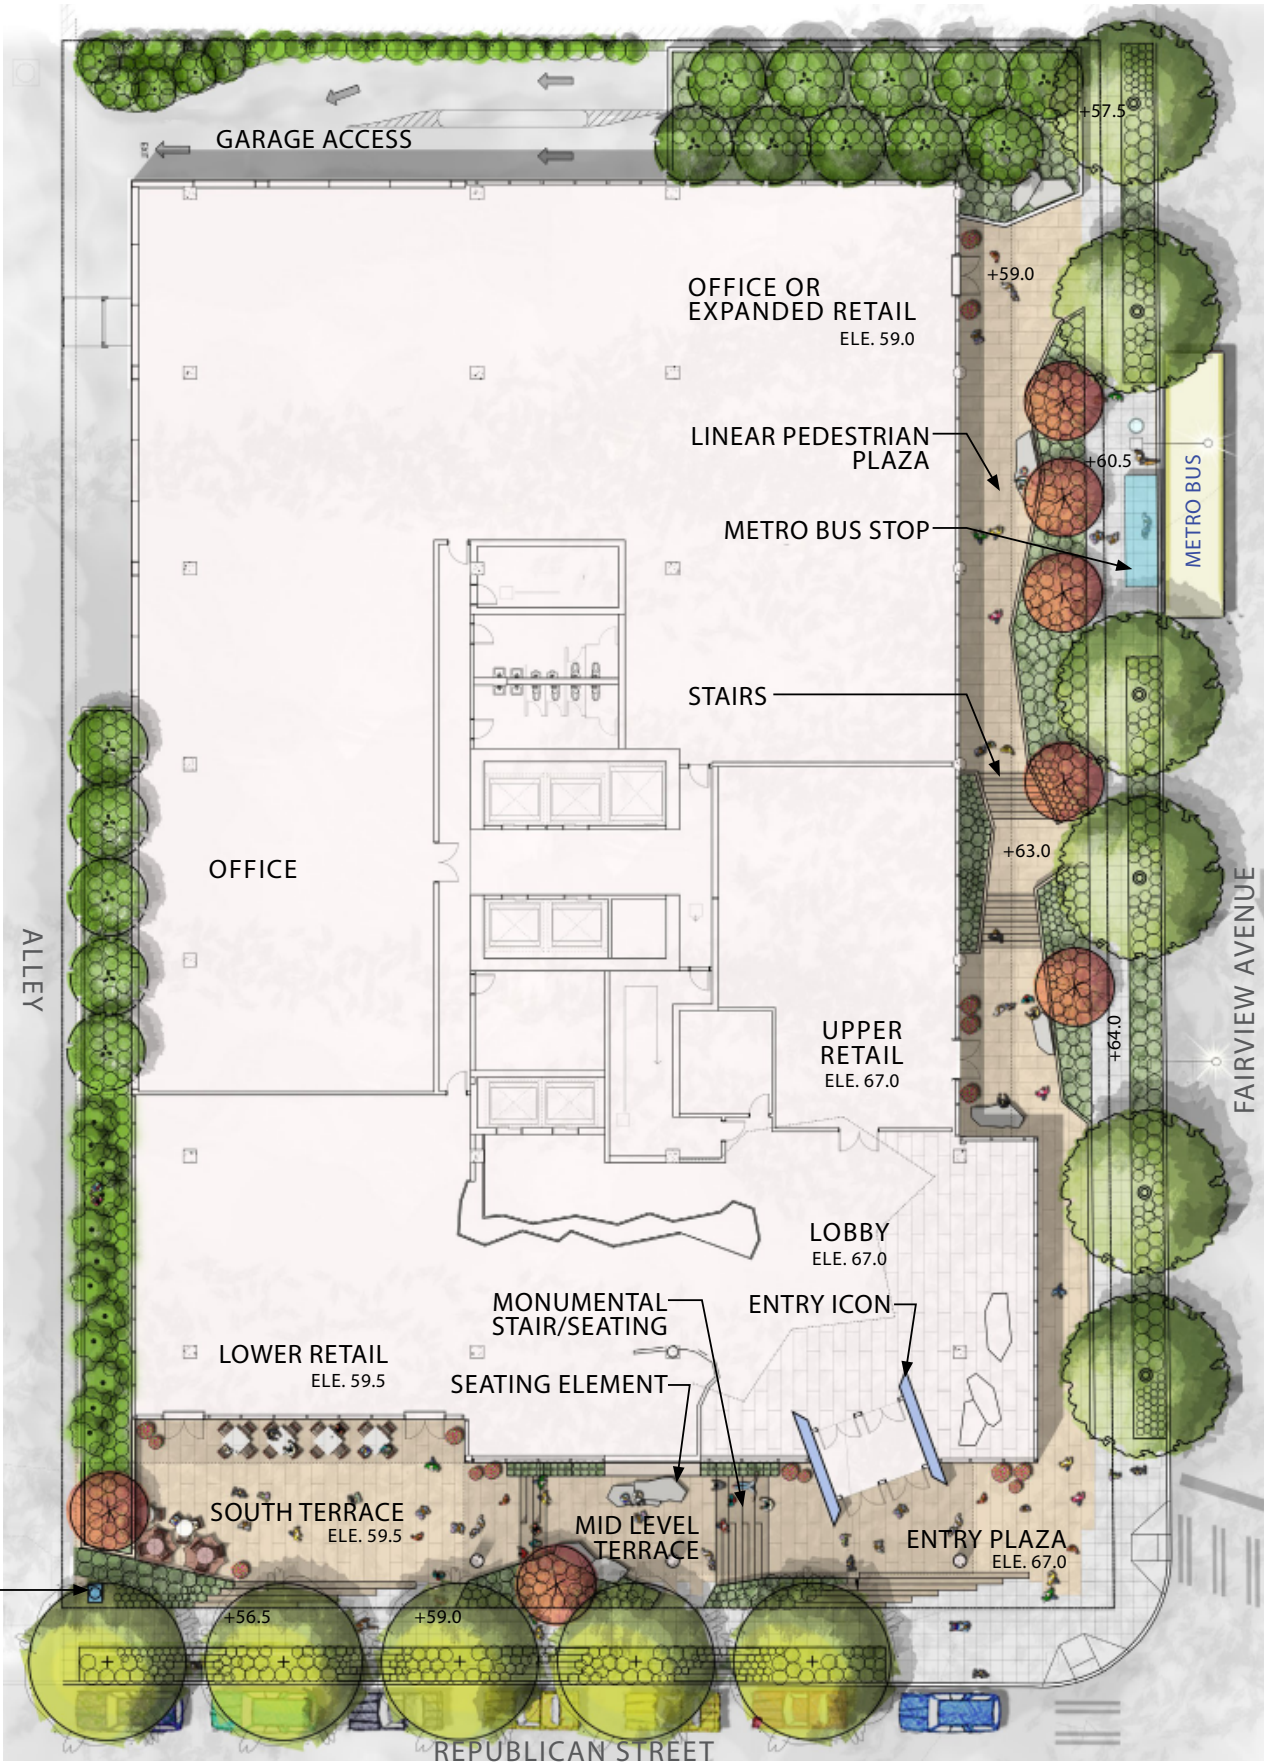 +57.5
GARAGE ACCESS
+59.0
OFFICE OR
EXPANDED RETAIL
ELE. 59.0
LINEAR PEDESTRIAN
PLAZA
+60.5
METRO BUS
METRO BUS STOP
STAIRS
+63.0
OFFICE
FAIRVIEW AVENUE
ALLEY
UPPER
RETAIL
ELE. 67.0
+64.0
LOBBY
ELE. 67.0
MONUMENTAL
STAIR/SEATING
ENTRY ICON
LOWER RETAIL
ELE. 59.5
SEATING ELEMENT
SOUTH TERRACE
ELE. 59.5
MID LEVEL
TERRACE
ENTRY PLAZA
ELE. 67.0
+56.5
+59.0
REPUBLICAN STREET